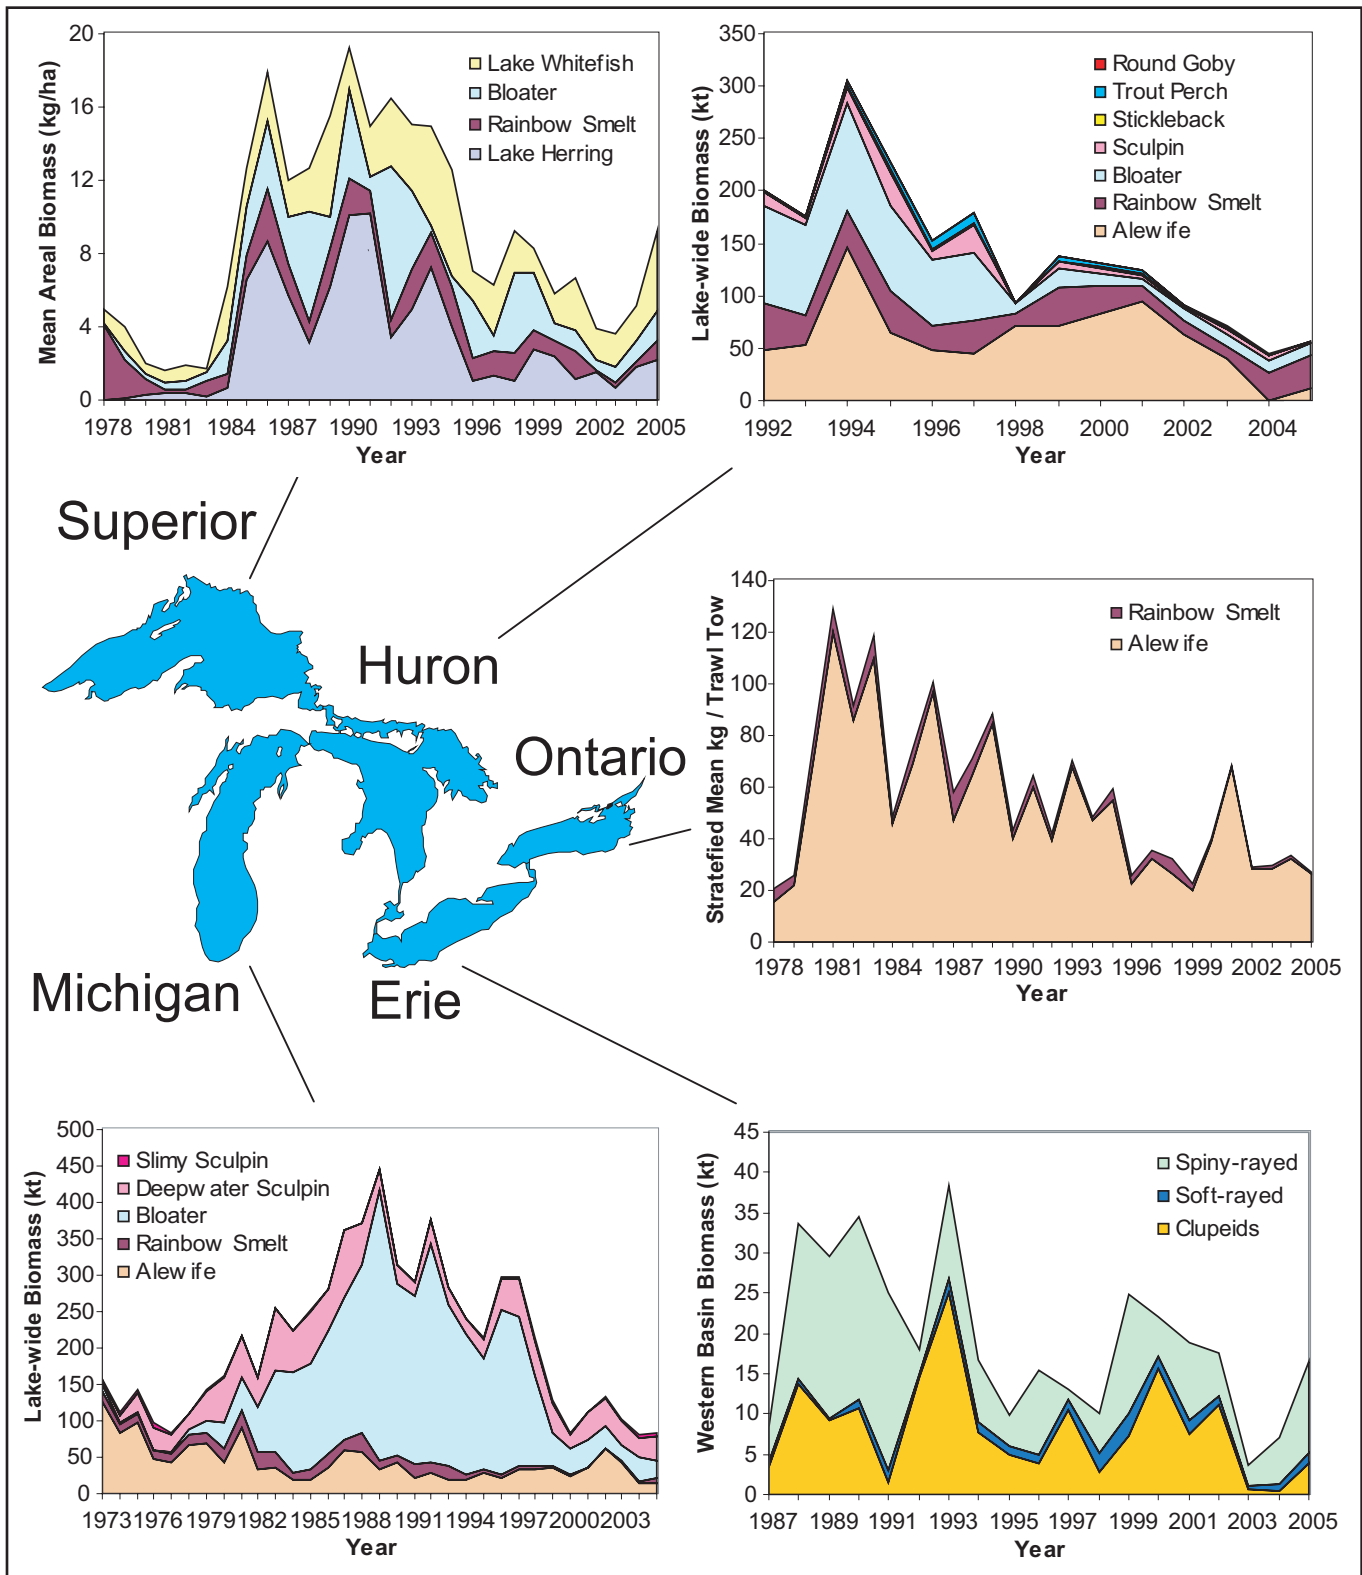 20
16
12
8
4
0
Mean Areal Biomass (kg/ha)
Lake Whitefish
Bloater
Rainbow Smelt
Lake Herring
1978 1981 1984 1987 1990 1993 1996 1999 2002 2005
Year
350
300
250
200
150
100
50
0
Lake-wide Biomass (kt)
Round Goby
Trout Perch
Stickleback
Sculpin
Bloater
Rainbow Smelt
Alewife
1992 1994 1996 1998 2000 2002 2004
Year
Superior
Huron
Ontario
Michigan
Erie
140
120
100
80
60
40
20
0
Stratefied Mean kg / Trawl Tow
Rainbow Smelt
Alewife
1978 1981 1984 1987 1990 1993 1996 1999 2002 2005
Year
500
450
400
350
300
250
200
150
100
50
0
Lake-wide Biomass (kt)
Slimy Sculpin
Deepwater Sculpin
Bloater
Rainbow Smelt
Alewife
1973 1976 1979 1982 1985 1988 1991 1994 1997 2000 2003
Year
45
40
35
30
25
20
15
10
5
0
Western Basin Biomass (kt)
Spiny-rayed
Soft-rayed
Clupeids
1987 1989 1991 1993 1995 1997 1999 2001 2003 2005
Year